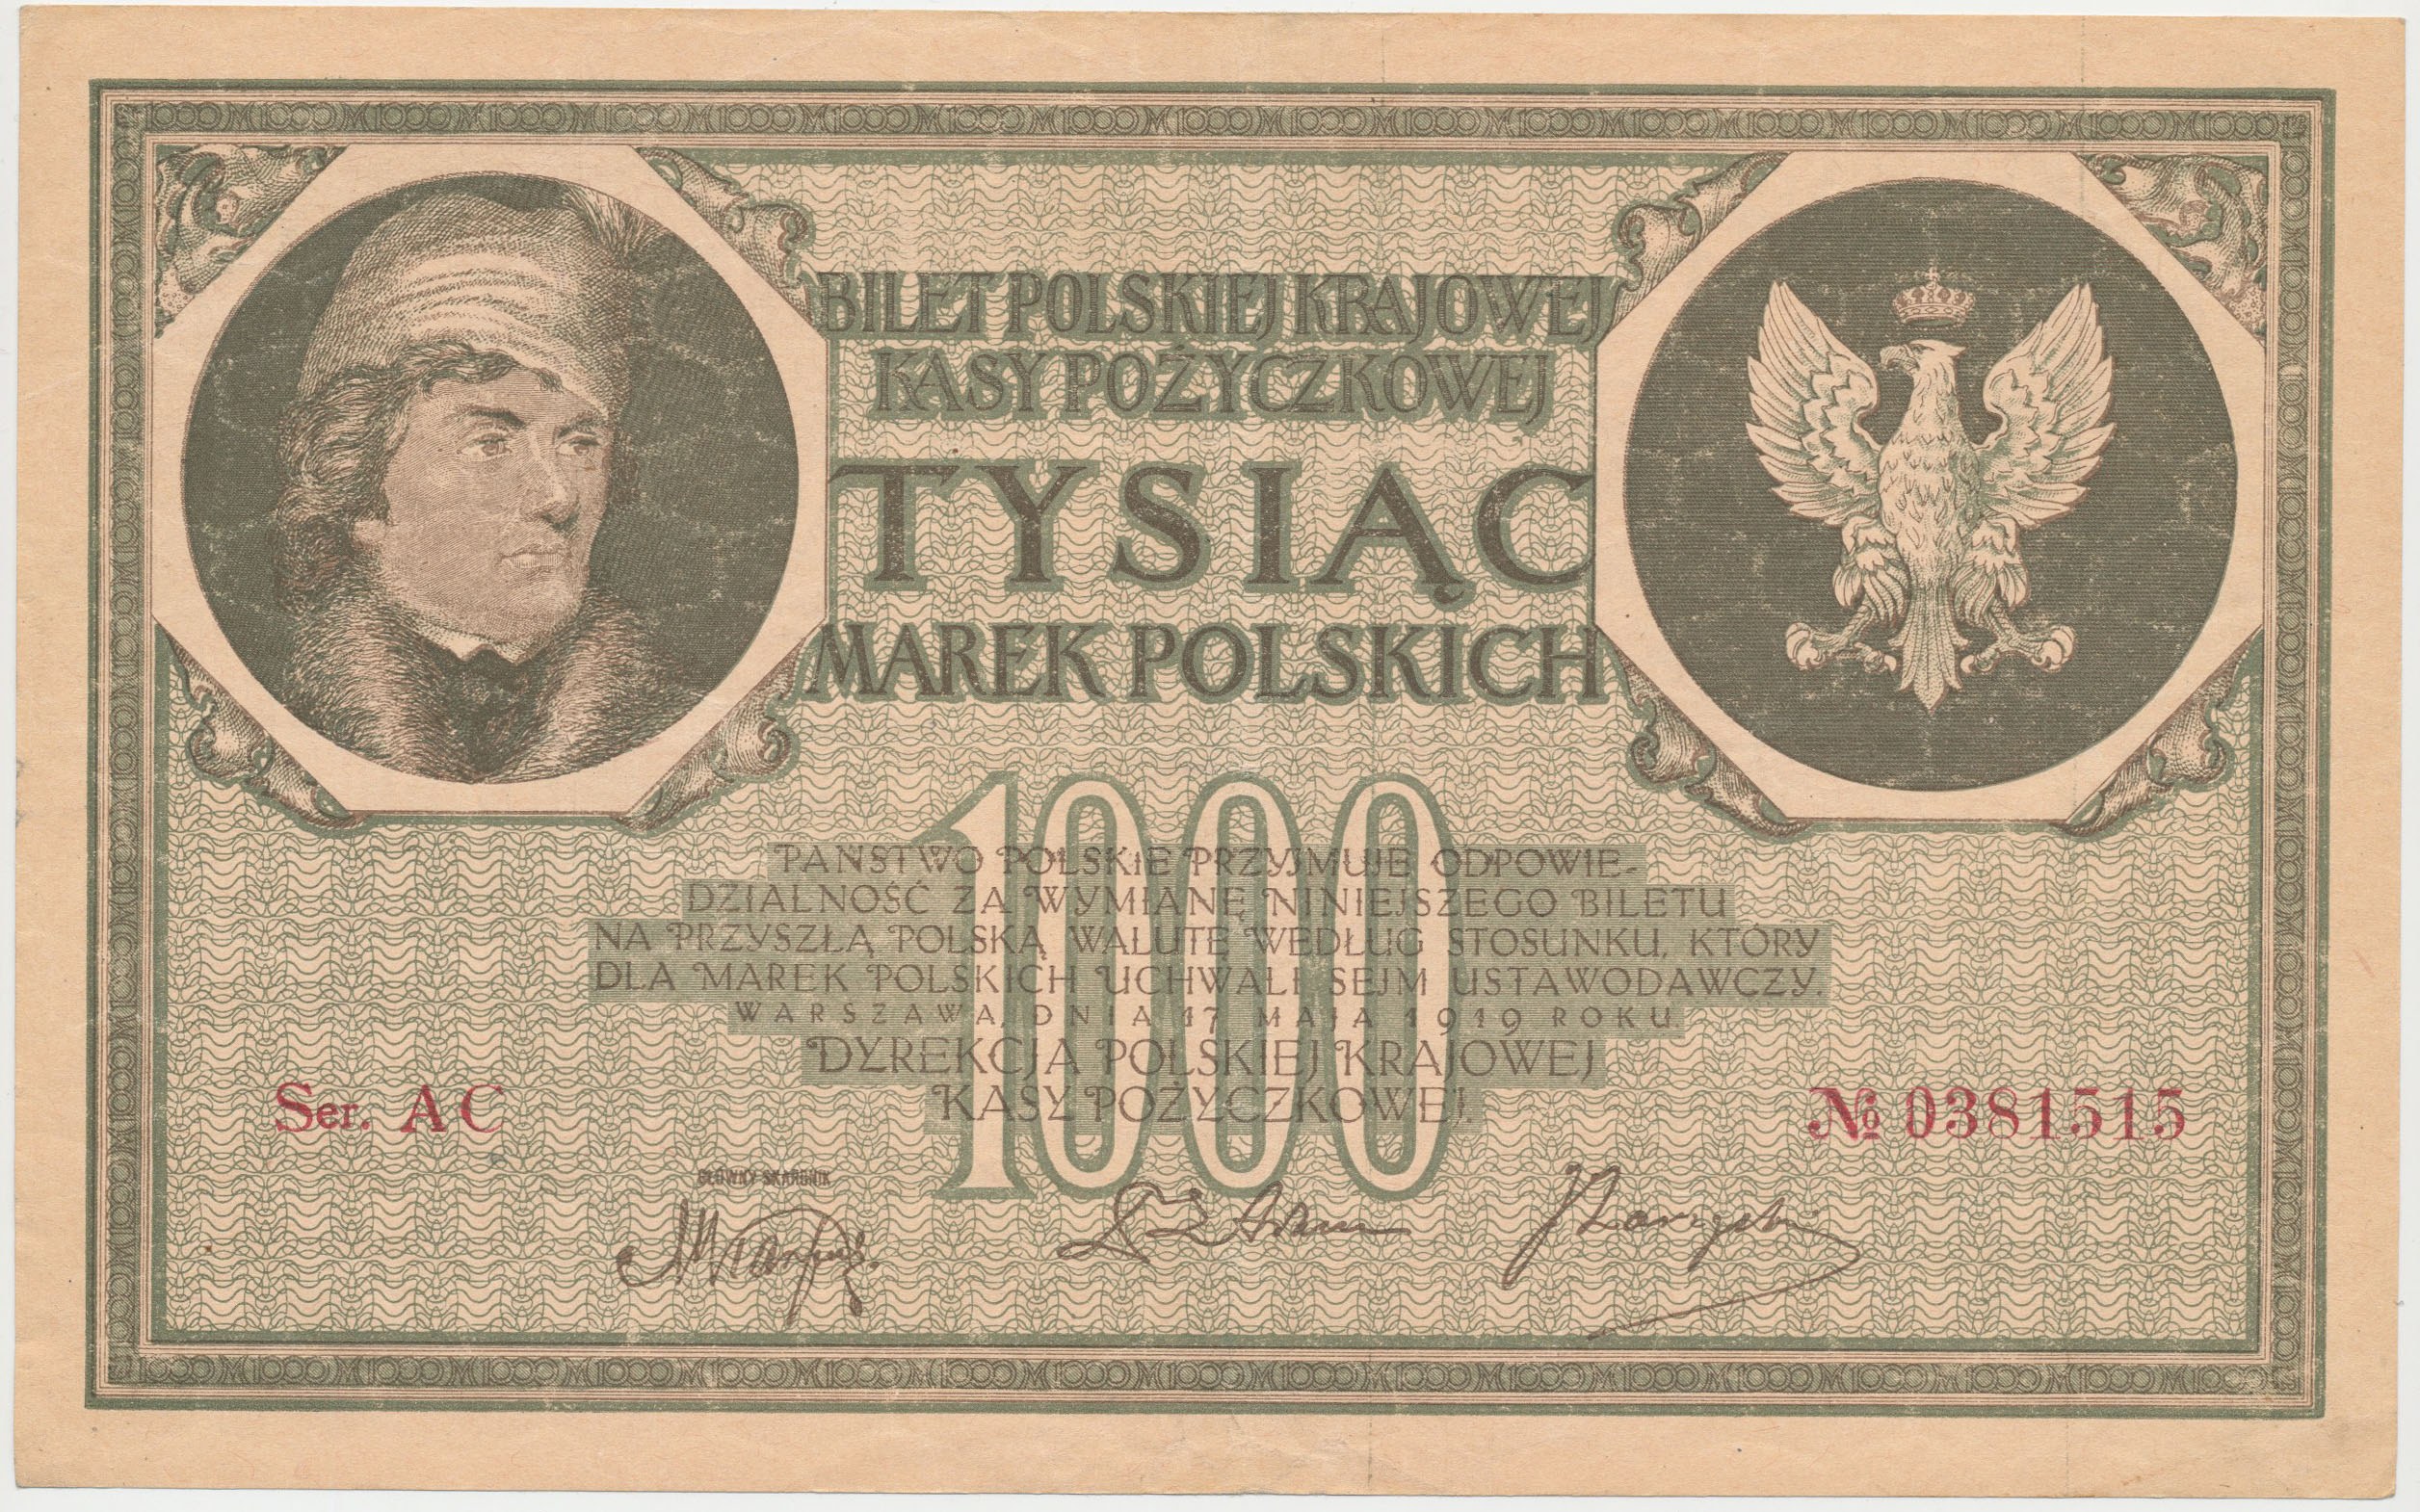 BILET POLSKIEJ KRAJOWEJ
KASY POŻYCZKOWEJ
TYSIĄC
MAREK POLSKICH
1000
PAŃSTWO POLSKIE PRZYJMUJE ODPOWIE-
DZIALNOŚĆ ZA WYMIANĘ NINIEJSZEGO BILETU
NA PRZYSZŁĄ POLSKĄ WALUTĘ WEDŁUG STOSUNKU, KTÓRY
DLA MAREK POLSKICH UCHWALI SEJM USTAWODAWCZY.
WARSZAWA, DNIA 17 MAJA 1919 ROKU.
DYREKCJA POLSKIEJ KRAJOWEJ
KASY POŻYCZKOWEJ.
Ser. AC
№ 0381515
GŁÓWNY SKARBNIK